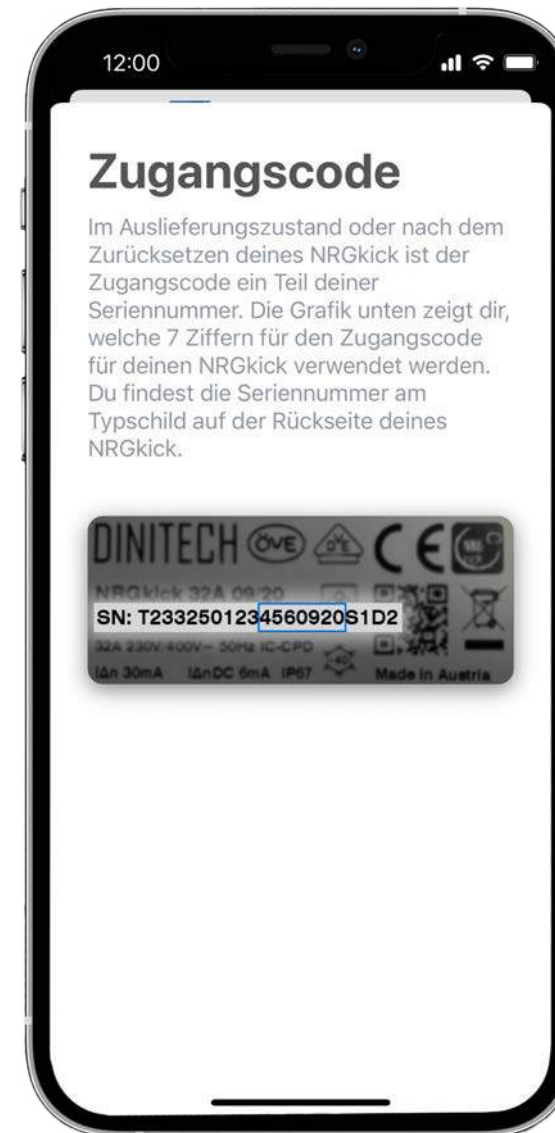 12:00
Zugangscode
Im Auslieferungszustand oder nach dem
Zurücksetzen deines NRGkick ist der
Zugangscode ein Teil deiner
Seriennummer. Die Grafik unten zeigt dir,
welche 7 Ziffern für den Zugangscode
für deinen NRGkick verwendet werden.
Du findest die Seriennummer am
Typschild auf der Rückseite deines
NRGkick.
DINITECH ÖVE DVE CE
NRGkick 32A 09/20
SN: T2332501234560920S1D2
32A 230V/400V~ 50Hz IC-CPD -40
IΔn 30mA IΔnDC 6mA IP67 Made in Austria